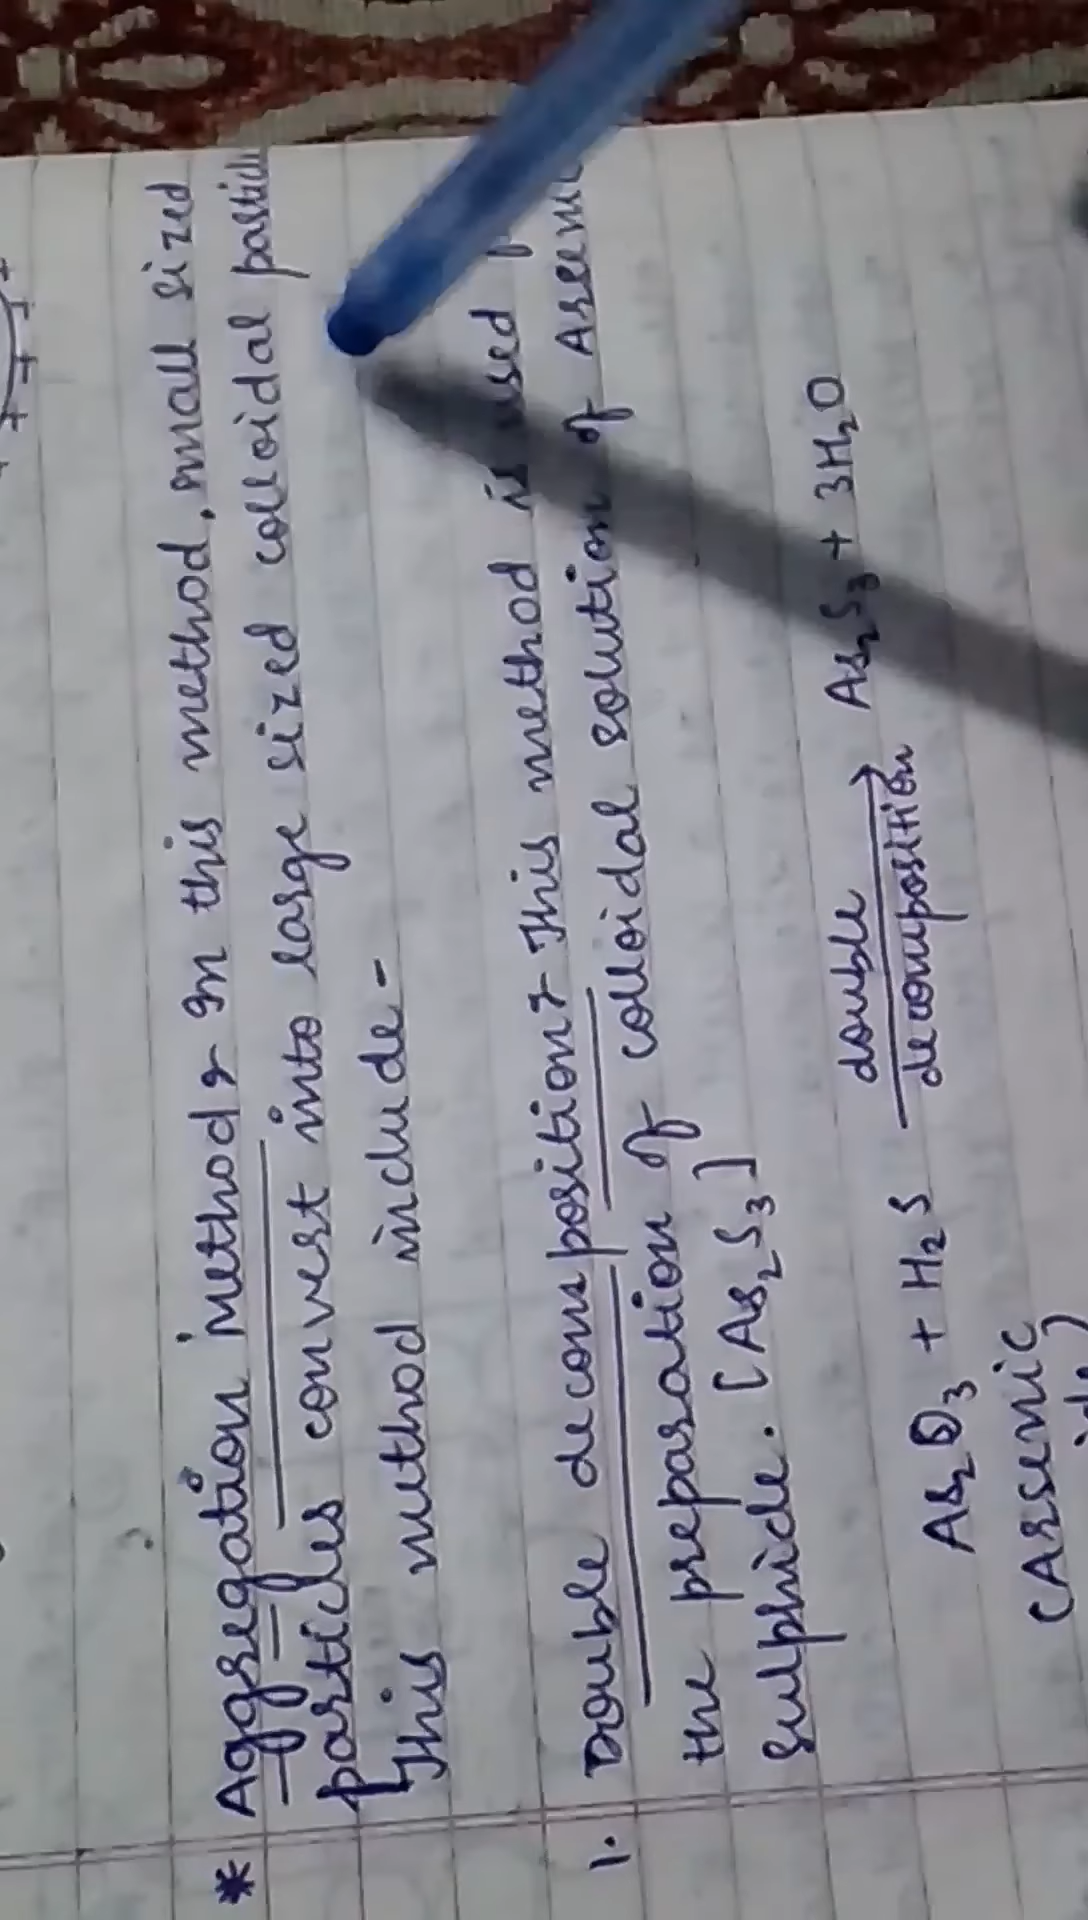 * Aggregation Method :- In this method, small sized
particles convert into large sized colloidal
This method include -
1. Double decomposition :- This method is used
the preparation of colloidal solution of
Sulphide. [As₂S₃]
As₂O₃ + H₂S double decomposition → As₂S₃ + 3H₂O
(Arsenic